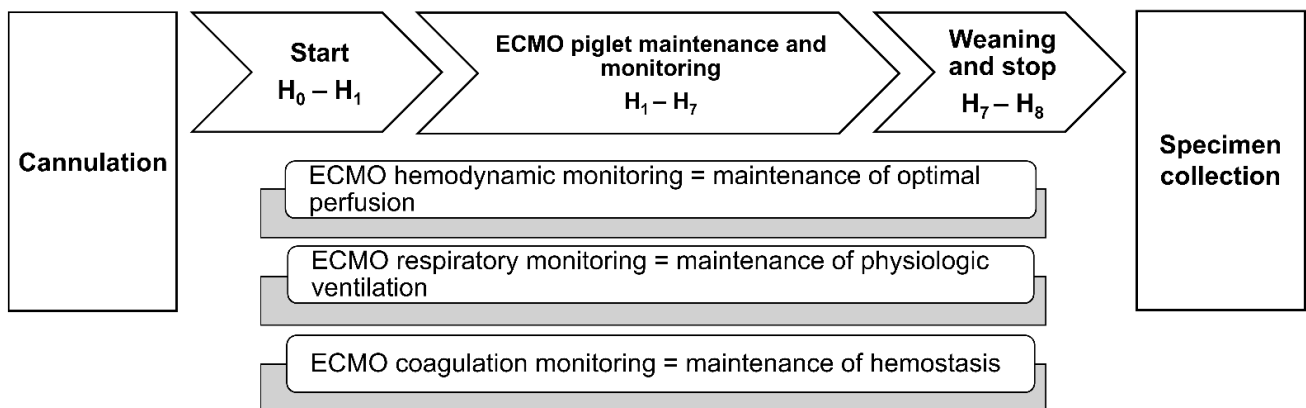 Cannulation
Start
H₀ – H₁
ECMO piglet maintenance and
monitoring
H₁ – H₇
Weaning
and stop
H₇ – H₈
Specimen
collection
ECMO hemodynamic monitoring = maintenance of optimal
perfusion
ECMO respiratory monitoring = maintenance of physiologic
ventilation
ECMO coagulation monitoring = maintenance of hemostasis